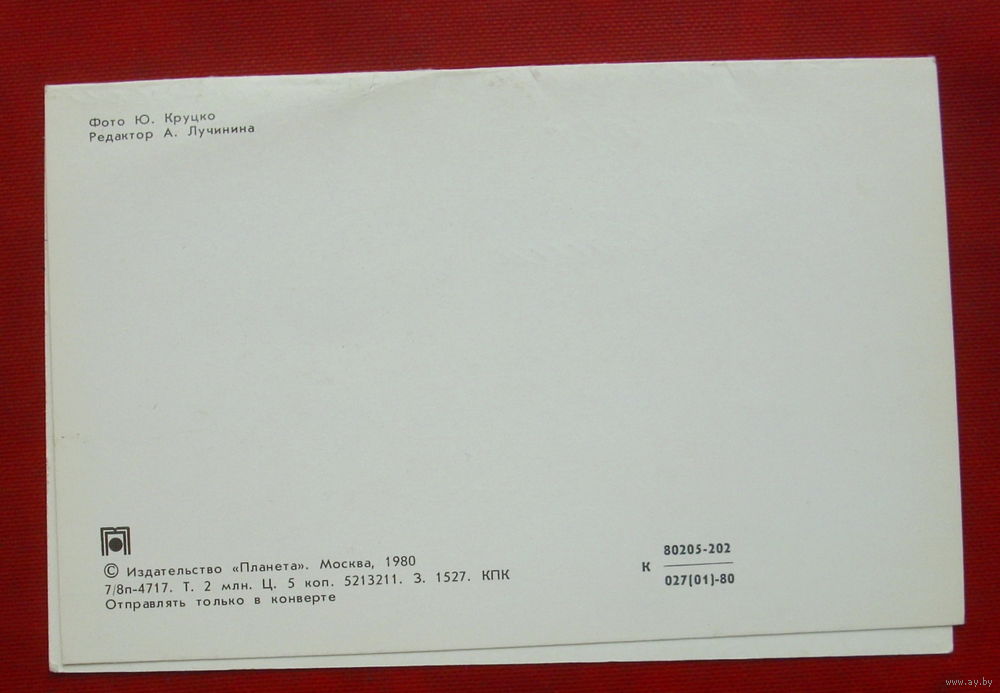 Фото Ю. Круцко
Редактор А. Лучинина
© Издательство «Планета». Москва, 1980
7/8п-4717. Т. 2 млн. Ц. 5 коп. 5213211. З. 1527. КПК
Отправлять только в конверте
К 80205-202
027(01)-80
www.ay.by